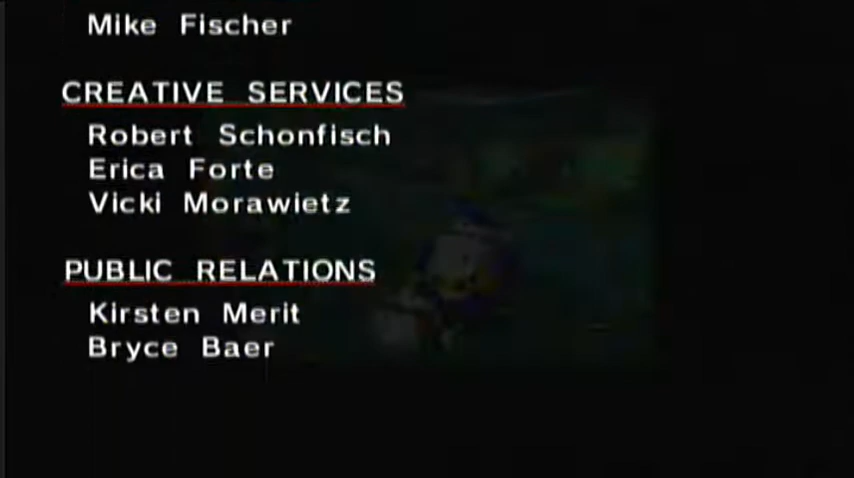 Mike Fischer
CREATIVE SERVICES
Robert Schonfisch
Erica Forte
Vicki Morawietz
PUBLIC RELATIONS
Kirsten Merit
Bryce Baer